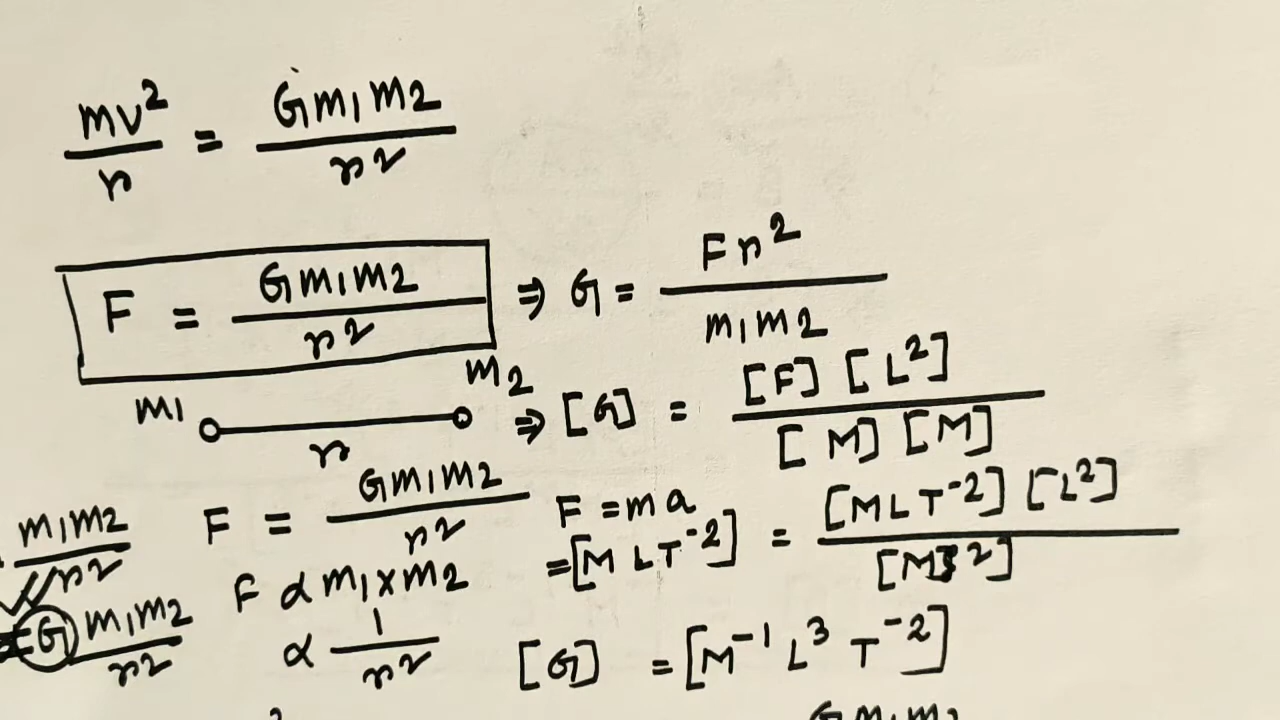 mv²/r = Gm₁m₂/r²
F = Gm₁m₂/r² ⇒ G = Fr²/m₁m₂
m₁ m₂
r
⇒ [G] = [F] [L²]/[M] [M]
m₁m₂/r²
F = Gm₁m₂/r²
F = ma
= [M L T⁻²] = [M L T⁻²] [L²]/[M²]
F ∝ m₁ x m₂
= G m₁m₂/r²
∝ 1/r²
[G] = [M⁻¹ L³ T⁻²]
G m₁m₂